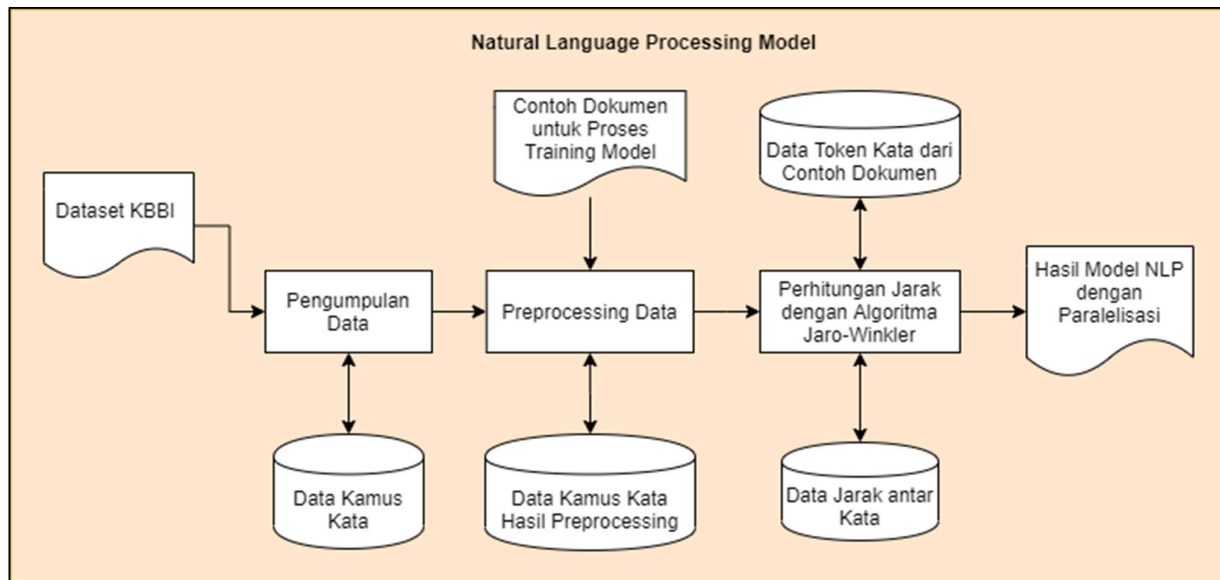 Natural Language Processing Model
Contoh Dokumen
untuk Proses
Training Model
Data Token Kata dari
Contoh Dokumen
Dataset KBBI
Pengumpulan
Data
Preprocessing Data
Perhitungan Jarak
dengan Algoritma
Jaro-Winkler
Hasil Model NLP
dengan
Paralelisasi
Data Kamus
Kata
Data Kamus Kata
Hasil Preprocessing
Data Jarak antar
Kata